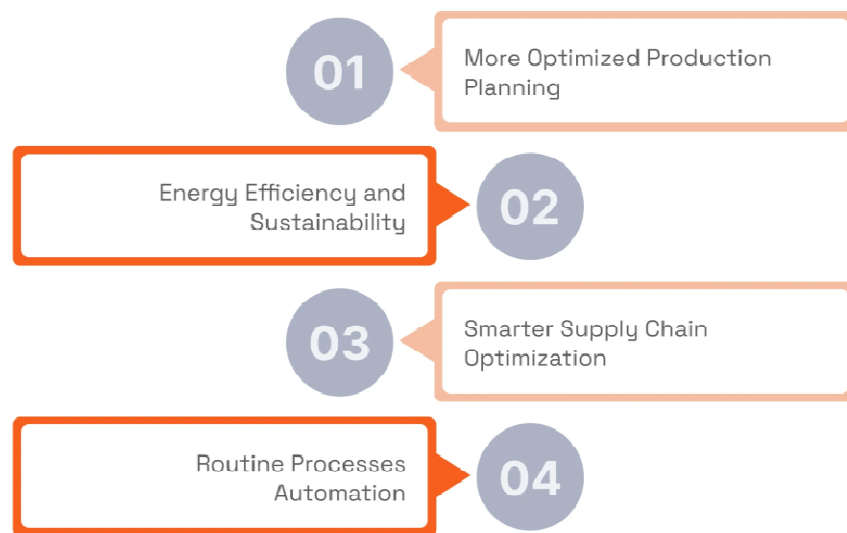 01
More Optimized Production
Planning
Energy Efficiency and
Sustainability
02
03
Smarter Supply Chain
Optimization
Routine Processes
Automation
04